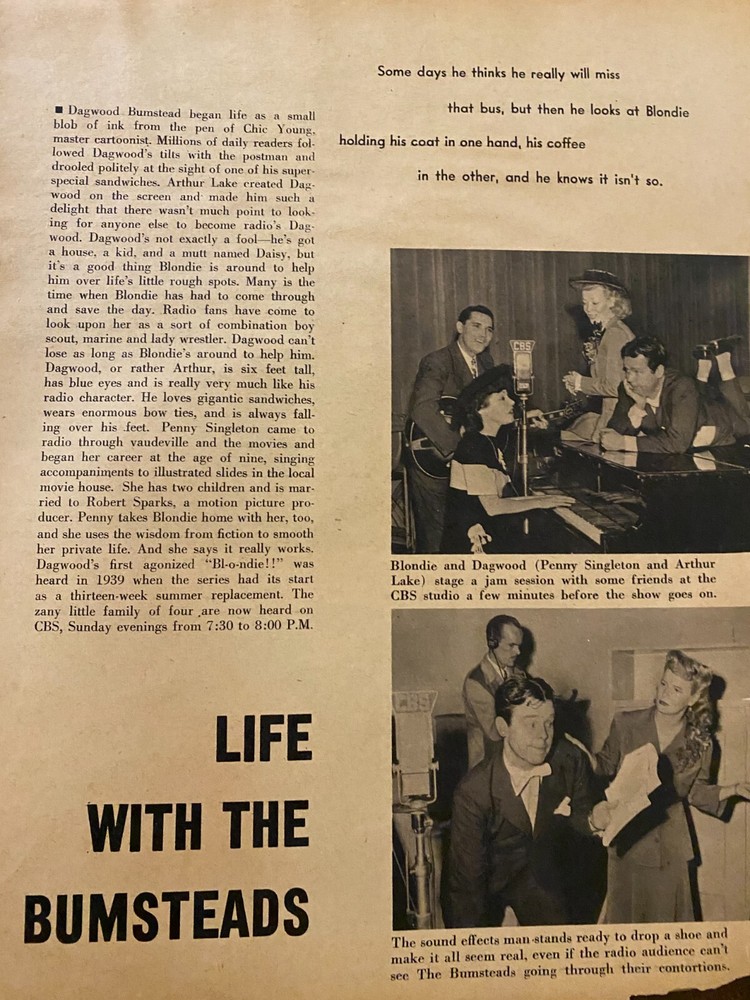 Some days he thinks he really will miss
that bus, but then he looks at Blondie
holding his coat in one hand, his coffee
in the other, and he knows it isn't so.
■ Dagwood Bumstead began life as a small
blob of ink from the pen of Chic Young,
master cartoonist. Millions of daily readers fol-
lowed Dagwood's tilts with the postman and
drooled politely at the sight of one of his super-
special sandwiches. Arthur Lake created Dag-
wood on the screen and made him such a
delight that there wasn't much point to look-
ing for anyone else to become radio's Dag-
wood. Dagwood's not exactly a fool—he's got
a house, a kid, and a mutt named Daisy, but
it's a good thing Blondie is around to help
him over life's little rough spots. Many is the
time when Blondie has had to come through
and save the day. Radio fans have come to
look upon her as a sort of combination boy
scout, marine and lady wrestler. Dagwood can't
lose as long as Blondie's around to help him.
Dagwood, or rather Arthur, is six feet tall,
has blue eyes and is really very much like his
radio character. He loves gigantic sandwiches,
wears enormous bow ties, and is always fall-
ing over his feet. Penny Singleton came to
radio through vaudeville and the movies and
began her career at the age of nine, singing
accompaniments to illustrated slides in the local
movie house. She has two children and is mar-
ried to Robert Sparks, a motion picture pro-
ducer. Penny takes Blondie home with her, too,
and she uses the wisdom from fiction to smooth
her private life. And she says it really works.
Dagwood's first agonized "Bl-o-ndie!!" was
heard in 1939 when the series had its start
as a thirteen-week summer replacement. The
zany little family of four are now heard on
CBS, Sunday evenings from 7:30 to 8:00 P.M.
LIFE
WITH THE
BUMSTEADS
CBS
Blondie and Dagwood (Penny Singleton and Arthur
Lake) stage a jam session with some friends at the
CBS studio a few minutes before the show goes on.
CBS
The sound effects man stands ready to drop a shoe and
make it all seem real, even if the radio audience can't
see The Bumsteads going through their contortions.